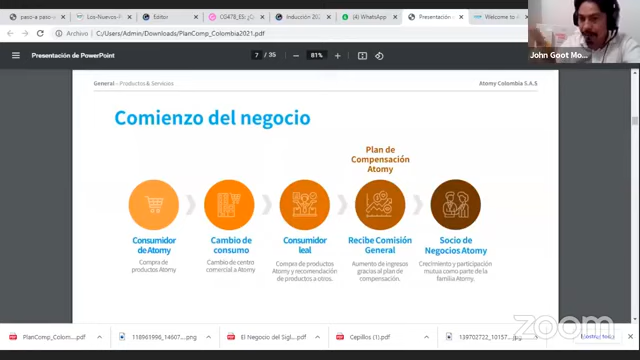 paso-a-paso-
Los-Nuevos-P
Editor
CG478_ES
Inducción 202
(4) WhatsApp
Presentación
Welcome to
Archivo
C:/Users/Admin/Downloads/PlanComp_Colombia2021.pdf
John Goot Mo...
Presentación de PowerPoint
7 / 35
81%
General – Productos & Servicios
Atomy Colombia S.A.S
Comienzo del negocio
Plan de
Compensación
Atomy
Consumidor
de Atomy
Compra de
productos Atomy
Cambio de
consumo
Cambio de centro
comercial a Atomy
Consumidor
leal
Compra de productos
Atomy y recomendación
de productos a otros.
Recibe Comisión
General
Aumento de ingresos
gracias al plan de
compensación.
Socio de
Negocios Atomy
Crecimiento y participación
mutua como parte de la
familia Atomy.
zoom
PlanComp_Colom....pdf
118961996_14607....png
El Negocio del Sigl....pdf
Cepillos (1).pdf
139702722_10157....png